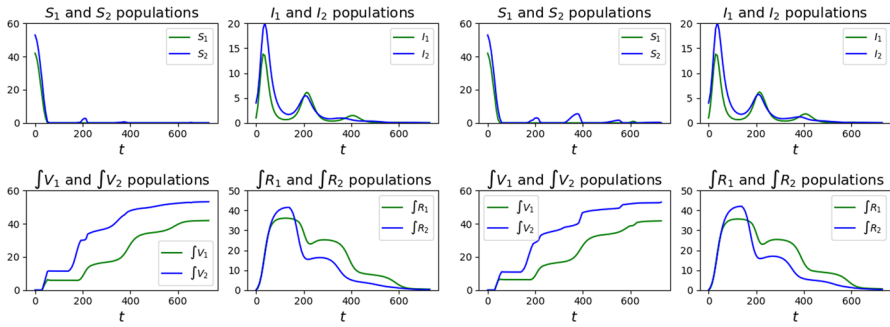 S₁ and S₂ populations
60
40
20
0
0 200 400 600
t
S₁
S₂
I₁ and I₂ populations
20
15
10
5
0
0 200 400 600
t
I₁
I₂
S₁ and S₂ populations
60
40
20
0
0 200 400 600
t
S₁
S₂
I₁ and I₂ populations
20
15
10
5
0
0 200 400 600
t
I₁
I₂
∫V₁ and ∫V₂ populations
60
40
20
0
0 200 400 600
t
∫V₁
∫V₂
∫R₁ and ∫R₂ populations
50
40
30
20
10
0
0 200 400 600
t
∫R₁
∫R₂
∫V₁ and ∫V₂ populations
60
40
20
0
0 200 400 600
t
∫V₁
∫V₂
∫R₁ and ∫R₂ populations
50
40
30
20
10
0
0 200 400 600
t
∫R₁
∫R₂